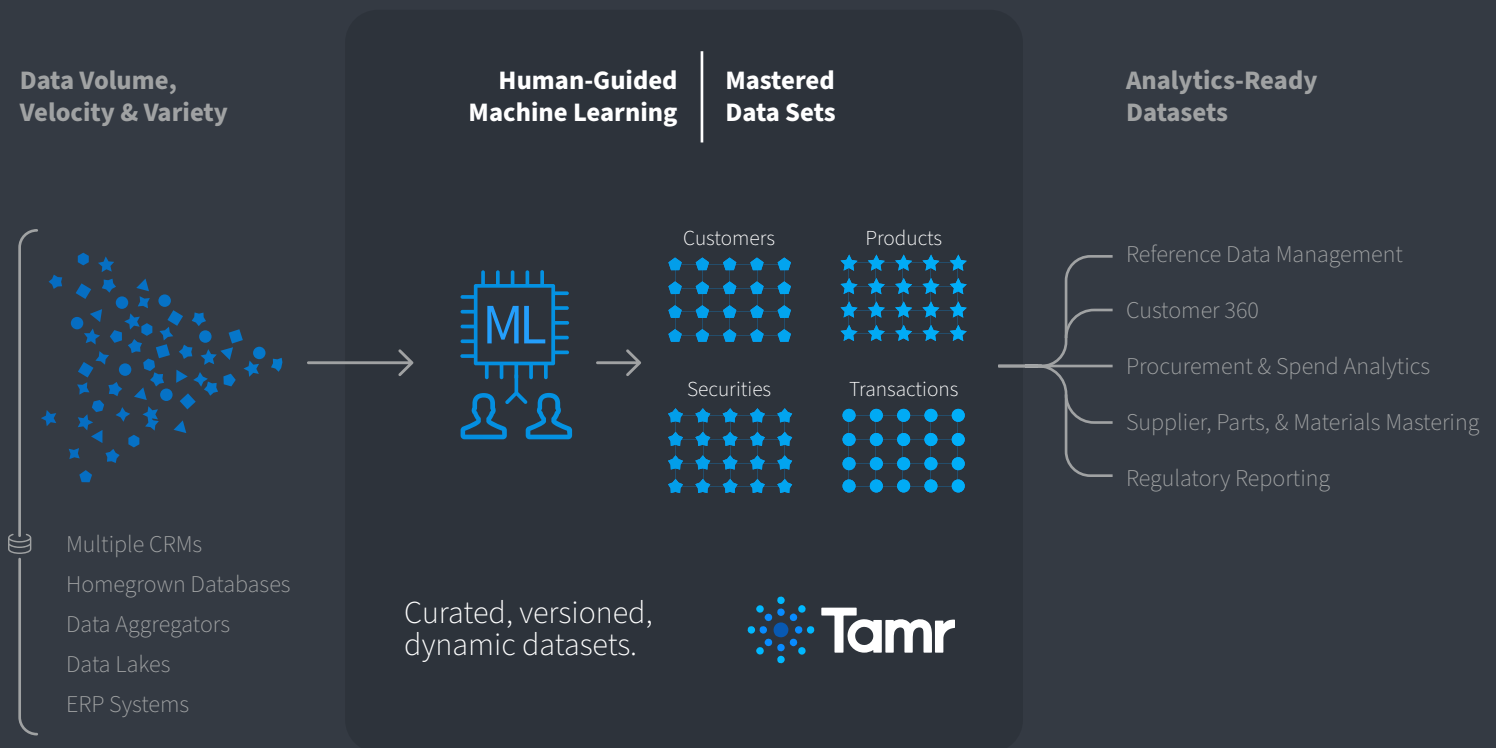 Data Volume,
Velocity & Variety
Human-Guided
Machine Learning
Mastered
Data Sets
Analytics-Ready
Datasets
ML
Customers
Products
Securities
Transactions
Reference Data Management
Customer 360
Procurement & Spend Analytics
Supplier, Parts, & Materials Mastering
Regulatory Reporting
Multiple CRMs
Homegrown Databases
Data Aggregators
Data Lakes
ERP Systems
Curated, versioned,
dynamic datasets.
Tamr